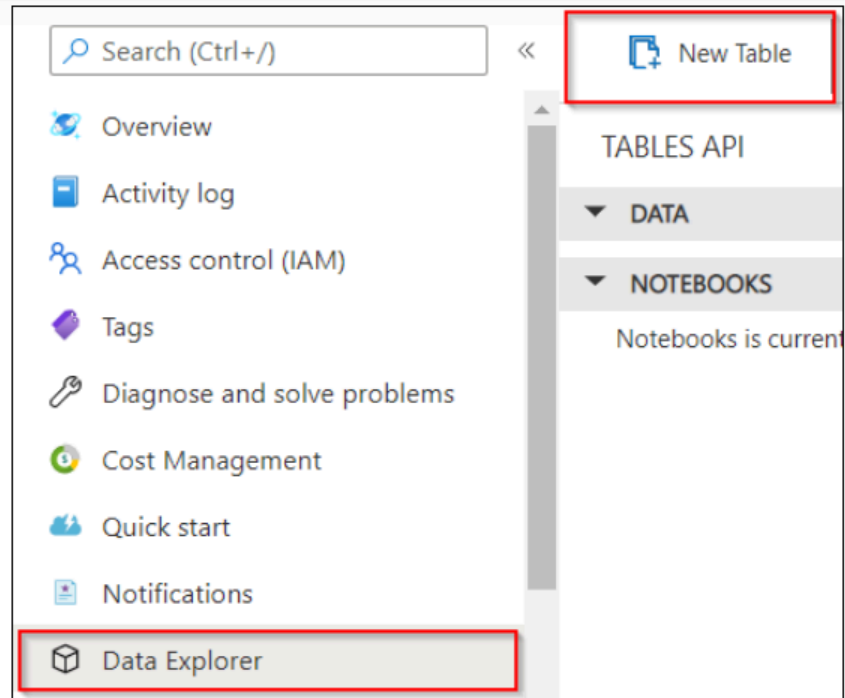 Search (Ctrl+/)
Overview
Activity log
Access control (IAM)
Tags
Diagnose and solve problems
Cost Management
Quick start
Notifications
Data Explorer
New Table
TABLES API
DATA
NOTEBOOKS
Notebooks is current